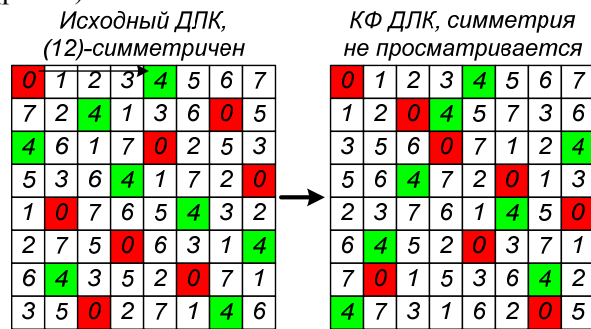 Исходный ДЛК,
(12)-симметричен
КФ ДЛК, симметрия
не просматривается
0 1 2 3 4 5 6 7
7 2 4 1 3 6 0 5
4 6 1 7 0 2 5 3
5 3 6 4 1 7 2 0
1 0 7 6 5 4 3 2
2 7 5 0 6 3 1 4
6 4 3 5 2 0 7 1
3 5 0 2 7 1 4 6
0 1 2 3 4 5 6 7
1 2 0 4 5 7 3 6
3 5 6 0 7 1 2 4
5 6 4 7 2 0 1 3
2 3 7 6 1 4 5 0
6 4 5 2 0 3 7 1
7 0 1 5 3 6 4 2
4 7 3 1 6 2 0 5